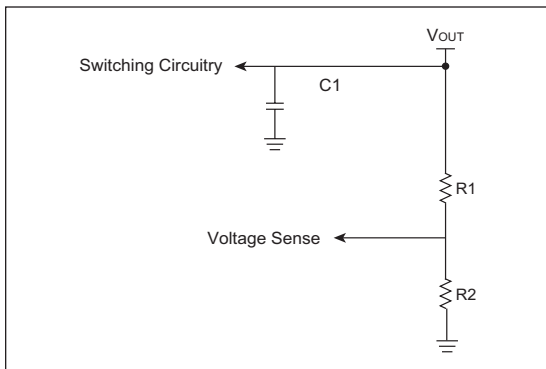 VOUT
Switching Circuitry
C1
R1
Voltage Sense
R2